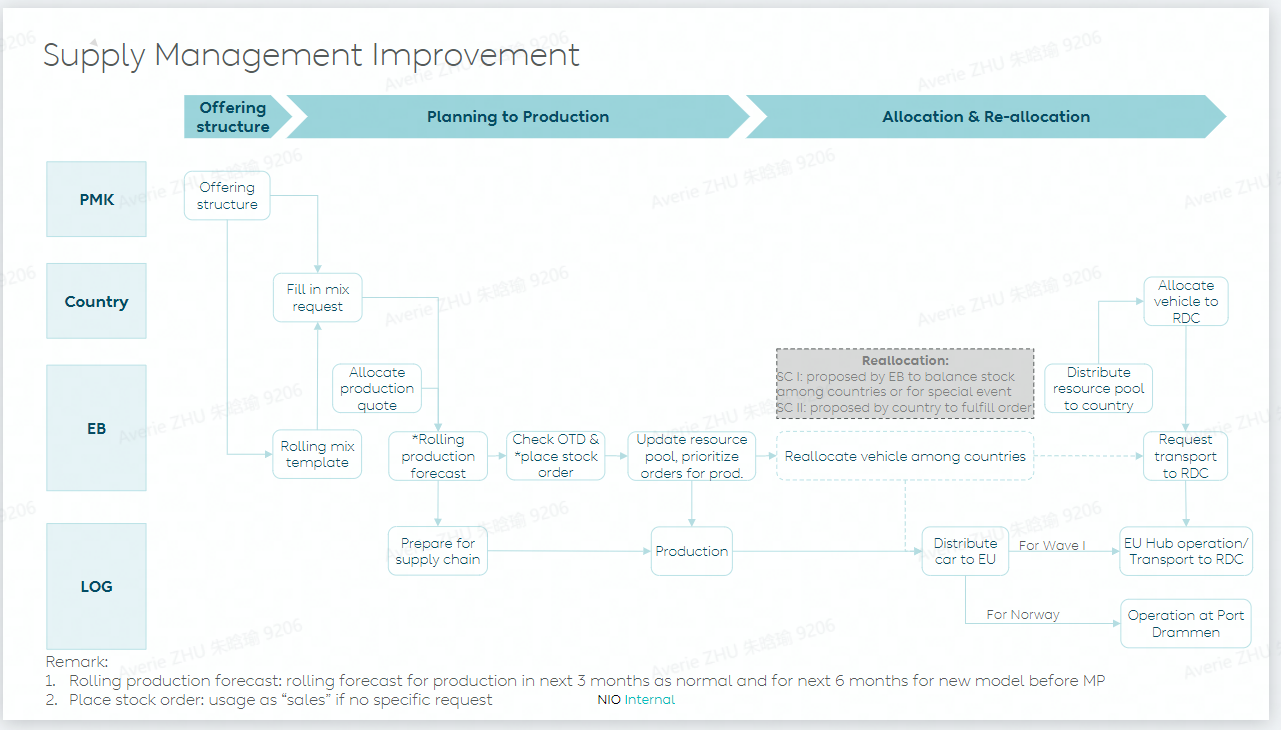 Supply Management Improvement
Offering
structure
Planning to Production
Allocation & Re-allocation
PMK
Offering
structure
Country
Fill in mix
request
Allocate
vehicle to
RDC
EB
Allocate
production
quote
Reallocation:
SC I: proposed by EB to balance stock
among countries or for special event
SC II: proposed by country to fulfill order
Distribute
resource pool
to country
Rolling mix
template
*Rolling
production
forecast
Check OTD &
*place stock
order
Update resource
pool, prioritize
orders for prod.
Reallocate vehicle among countries
Request
transport
to RDC
LOG
Prepare for
supply chain
Production
Distribute
car to EU
For Wave I
EU Hub operation/
Transport to RDC
For Norway
Operation at Port
Drammen
Remark:
1. Rolling production forecast: rolling forecast for production in next 3 months as normal and for next 6 months for new model before MP
2. Place stock order: usage as “sales” if no specific request
NIO Internal
Averie ZHU 朱晗瑜 9206